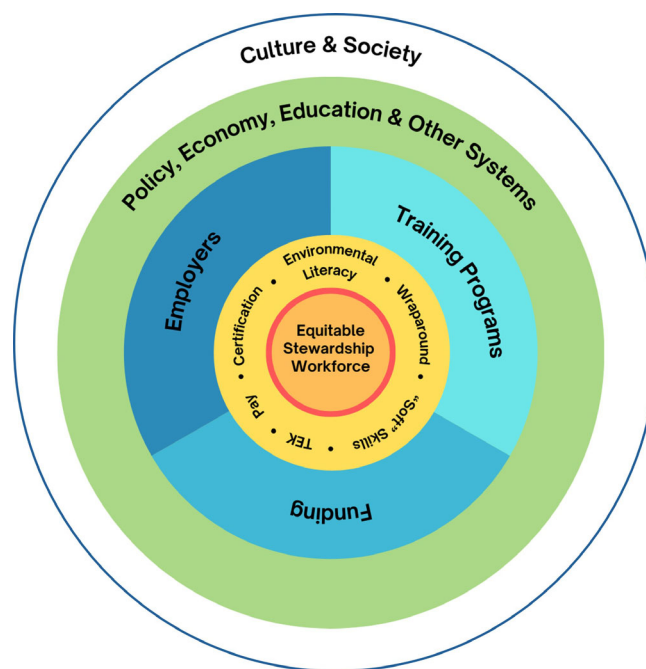 Culture & Society
Policy, Economy, Education & Other Systems
Employers
Training Programs
Funding
Environmental
Literacy
•
Wraparound
•
"Soft" Skills
•
TEK
•
Pay
•
Certification
•
Equitable
Stewardship
Workforce